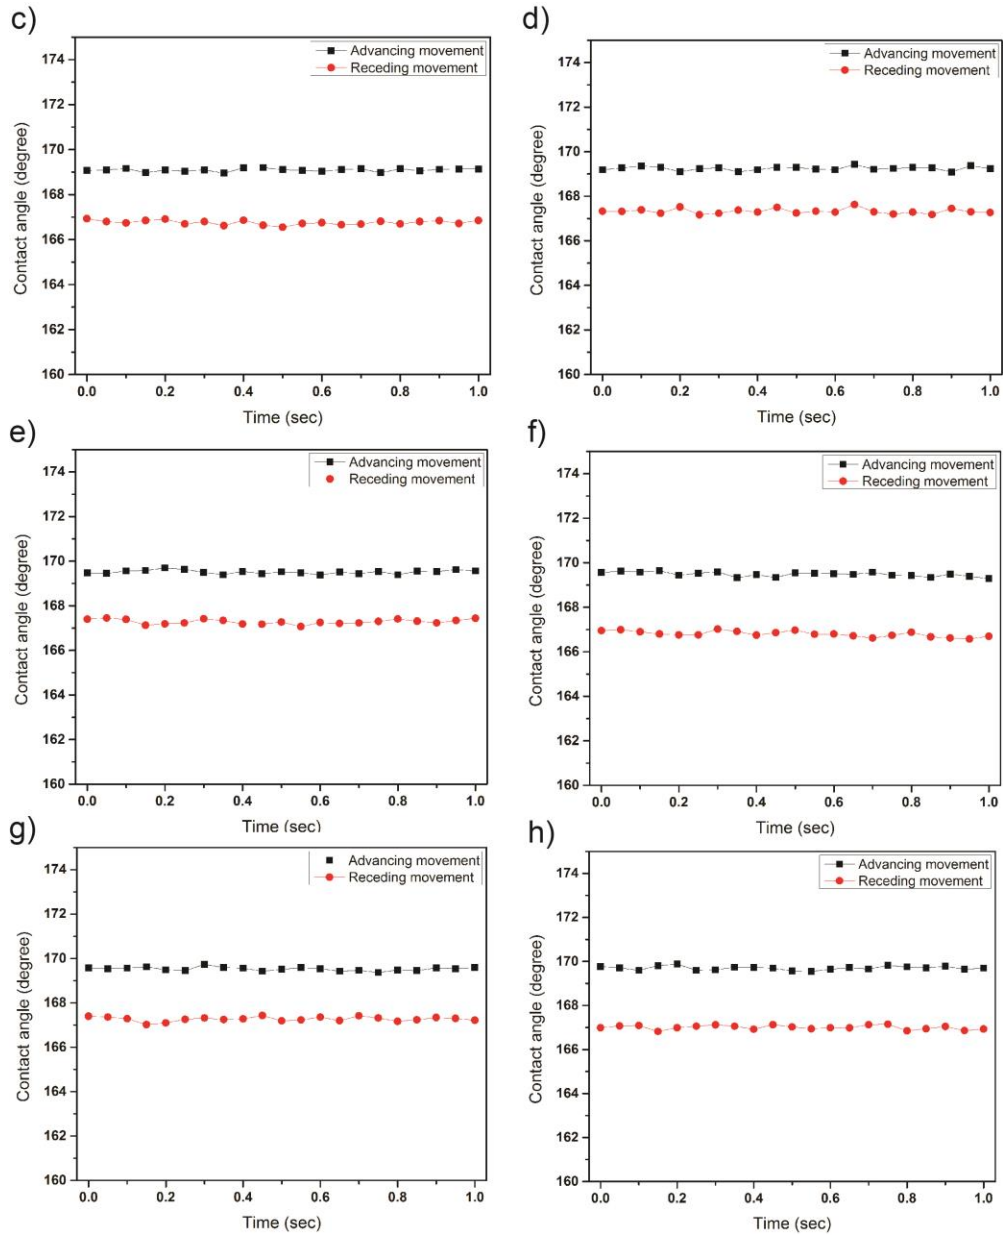 c)
Advancing movement
Receding movement
Contact angle (degree)
174
172
170
168
166
164
162
160
0.0 0.2 0.4 0.6 0.8 1.0
Time (sec)
d)
Advancing movement
Receding movement
Contact angle (degree)
174
172
170
168
166
164
162
160
0.0 0.2 0.4 0.6 0.8 1.0
Time (sec)
e)
Advancing movement
Receding movement
Contact angle (degree)
174
172
170
168
166
164
162
160
0.0 0.2 0.4 0.6 0.8 1.0
Time (sec)
f)
Advancing movement
Receding movement
Contact angle (degree)
174
172
170
168
166
164
162
160
0.0 0.2 0.4 0.6 0.8 1.0
Time (sec)
g)
Advancing movement
Receding movement
Contact angle (degree)
174
172
170
168
166
164
162
160
0.0 0.2 0.4 0.6 0.8 1.0
Time (sec)
h)
Advancing movement
Receding movement
Contact angle (degree)
174
172
170
168
166
164
162
160
0.0 0.2 0.4 0.6 0.8 1.0
Time (sec)